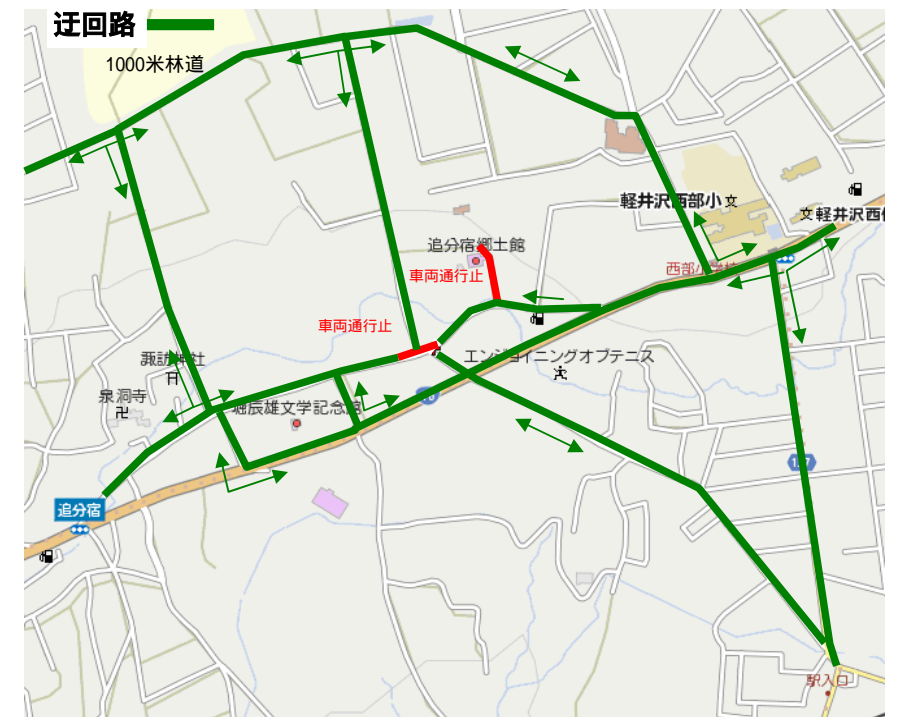 迂回路
1000米林道
軽井沢西部小
文
文 軽井沢西
追分宿郷土館
車両通行止
西部小学校
車両通行止
諏訪神社
エンジョイニングオブテニス
泉洞寺
堀辰雄文学記念館
追分宿
駅入口